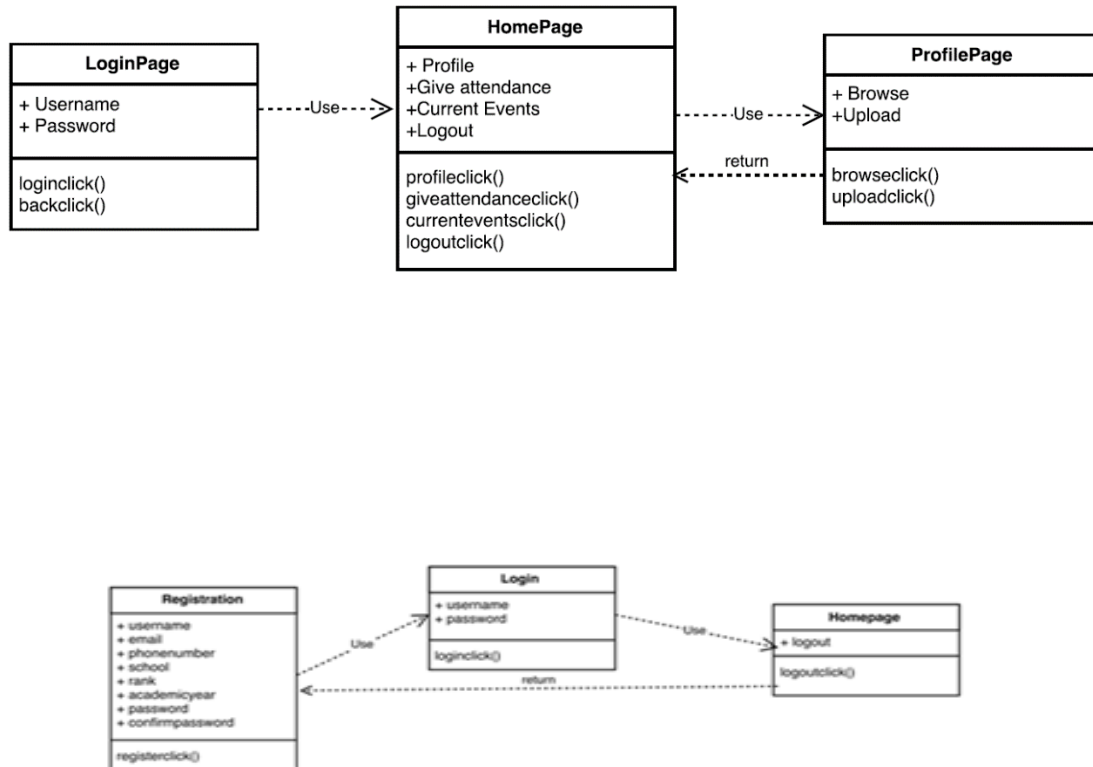 LoginPage
+ Username
+ Password
loginclick()
backclick()
Use
HomePage
+ Profile
+Give attendance
+Current Events
+Logout
profileclick()
giveattendanceclick()
currenteventsclick()
logoutclick()
Use
return
ProfilePage
+ Browse
+Upload
browseclick()
uploadclick()
Registration
+ username
+ email
+ phonenumber
+ school
+ rank
+ academicyear
+ password
+ confirmpassword
registerclick()
Use
Login
+ username
+ password
loginclick()
Use
return
Homepage
+ logout
logoutclick()